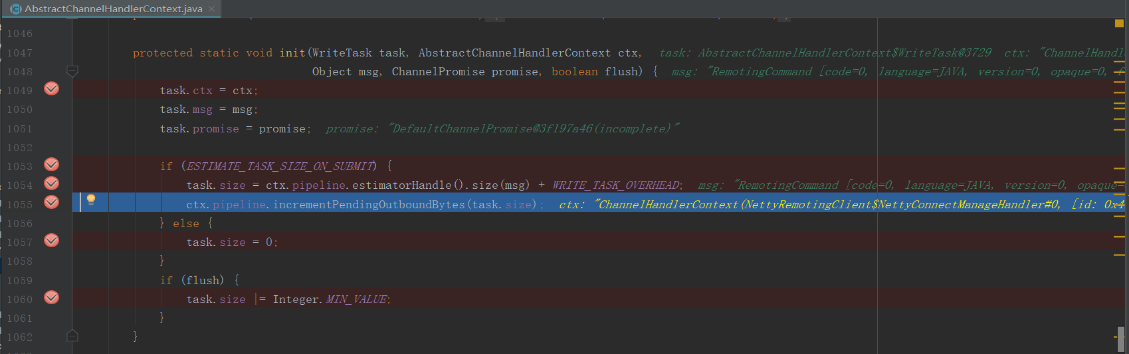 AbstractChannelHandlerContext.java
1046
1047 protected static void init(WriteTask task, AbstractChannelHandlerContext ctx, task: AbstractChannelHandlerContext$WriteTask@3729 ctx: "ChannelHandl
1048 Object msg, ChannelPromise promise, boolean flush) { msg: "RemotingCommand [code=0, language=JAVA, version=0, opaque=0,
1049 task.ctx = ctx;
1050 task.msg = msg;
1051 task.promise = promise; promise: "DefaultChannelPromise@3f197a46(incomplete)"
1052
1053 if (ESTIMATE_TASK_SIZE_ON_SUBMIT) {
1054 task.size = ctx.pipeline.estimatorHandle().size(msg) + WRITE_TASK_OVERHEAD; msg: "RemotingCommand [code=0, language=JAVA, version=0, opaque=
1055 ctx.pipeline.incrementPendingOutboundBytes(task.size); ctx: "ChannelHandlerContext(NettyRemotingClient$NettyConnectManageHandler#0, [id: 0x4
1056 } else {
1057 task.size = 0;
1058 }
1059 if (flush) {
1060 task.size |= Integer.MIN_VALUE;
1061 }
1062 }